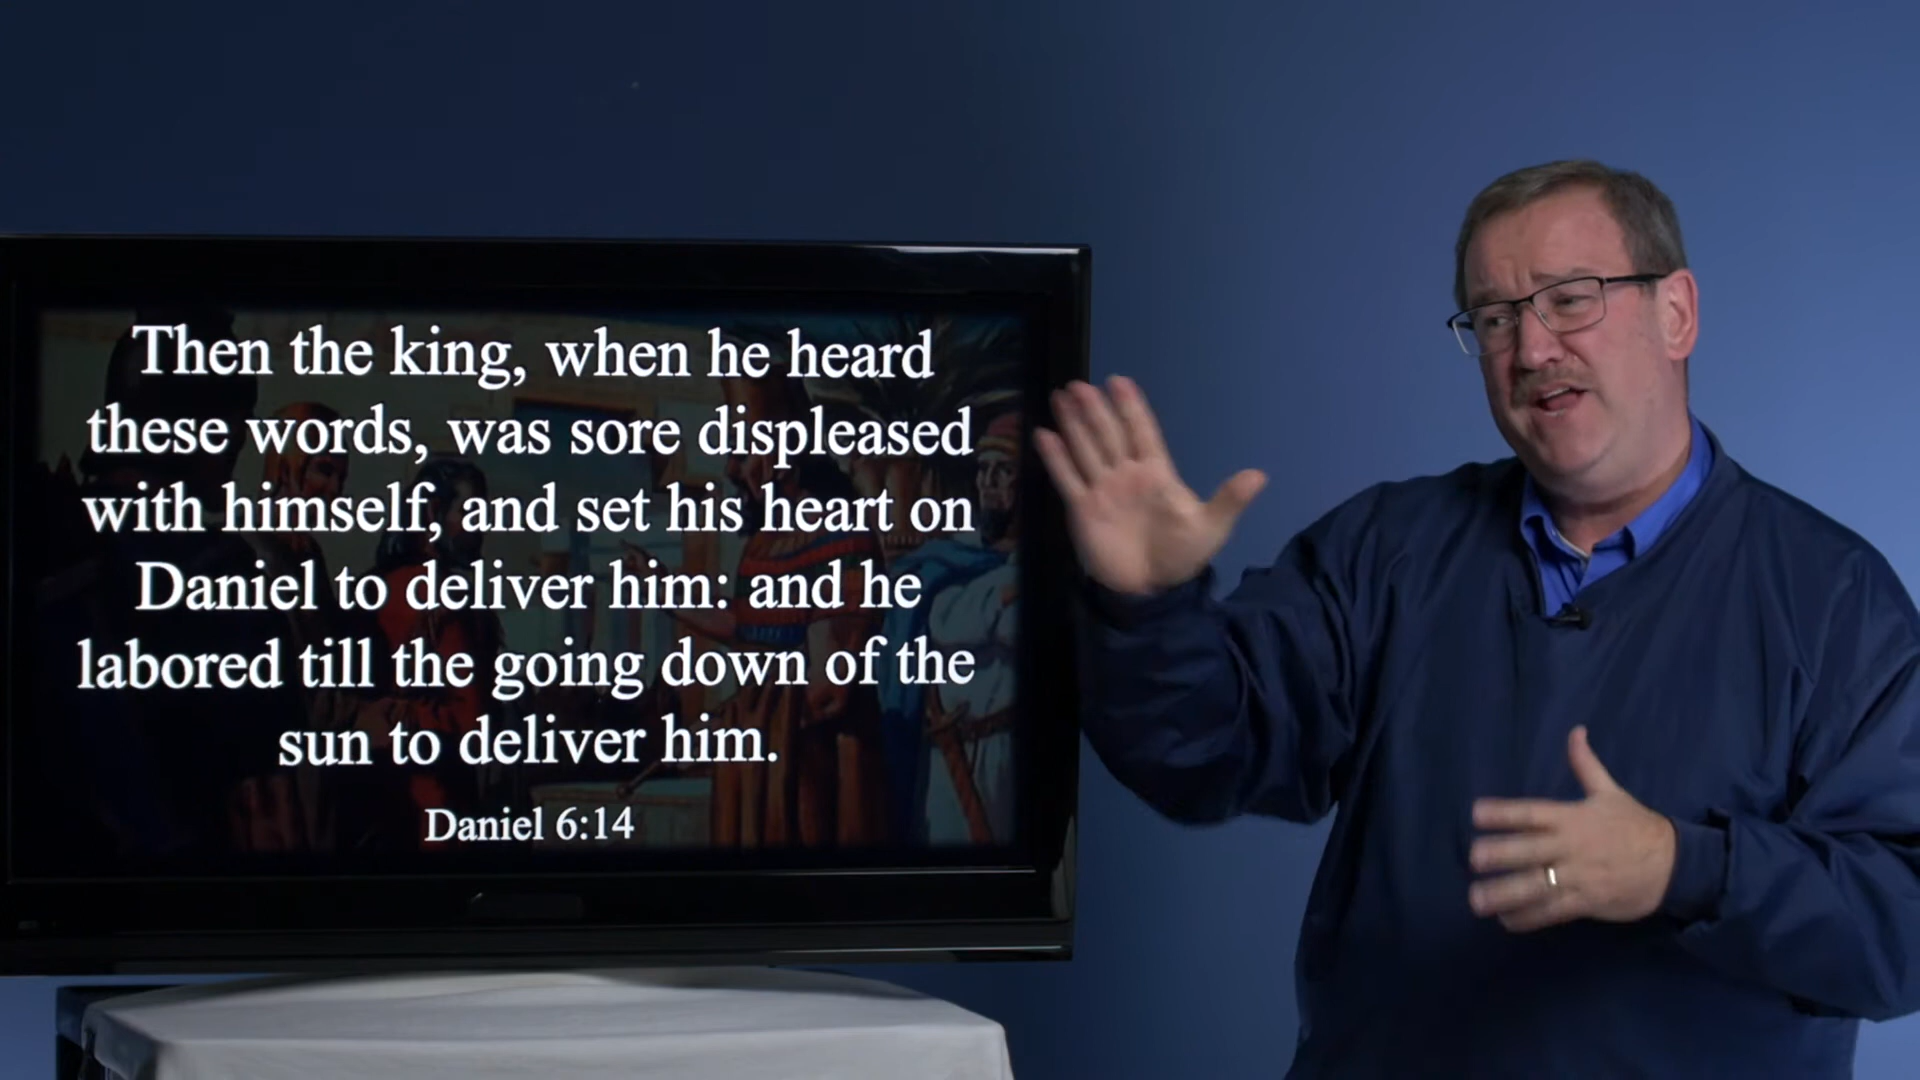 Then the king, when he heard
these words, was sore displeased
with himself, and set his heart on
Daniel to deliver him: and he
labored till the going down of the
sun to deliver him.
Daniel 6:14